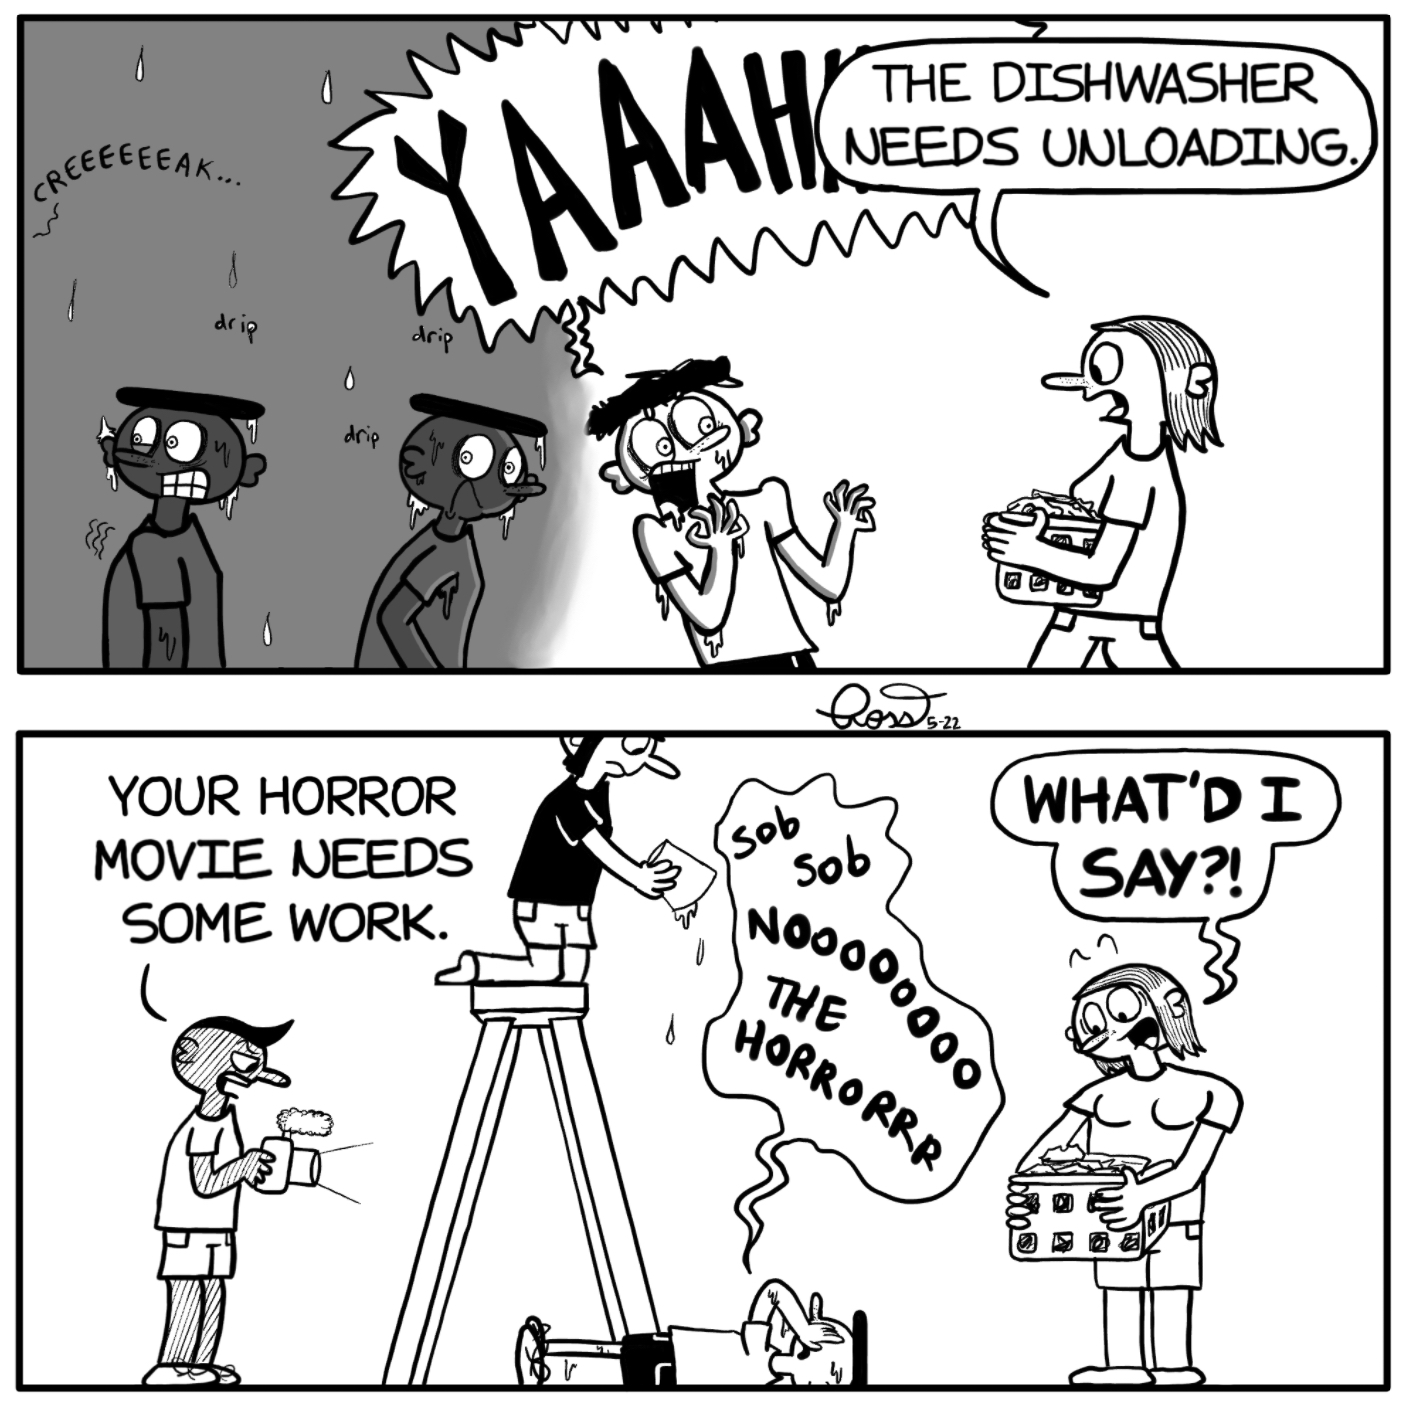 CREEEEEEAK...
drip
drip
drip
YAAAH
THE DISHWASHER
NEEDS UNLOADING.
Ross 5-22
YOUR HORROR
MOVIE NEEDS
SOME WORK.
sob
sob
NOOOOOOOO
THE
HORRORRR
WHAT'D I
SAY?!